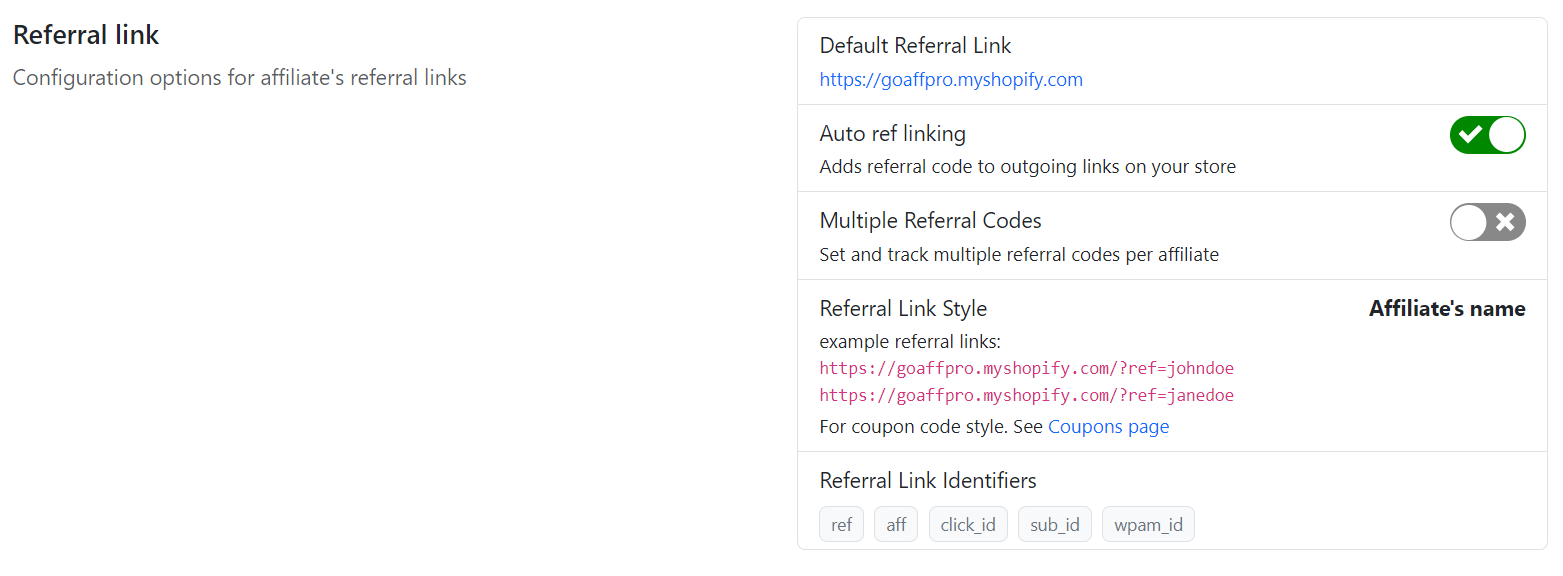 Referral link
Configuration options for affiliate's referral links
Default Referral Link
https://goaffpro.myshopify.com
Auto ref linking
Adds referral code to outgoing links on your store
Multiple Referral Codes
Set and track multiple referral codes per affiliate
Referral Link Style
Affiliate's name
example referral links:
https://goaffpro.myshopify.com/?ref=johndoe
https://goaffpro.myshopify.com/?ref=janedoe
For coupon code style. See Coupons page
Referral Link Identifiers
ref aff click_id sub_id wpam_id